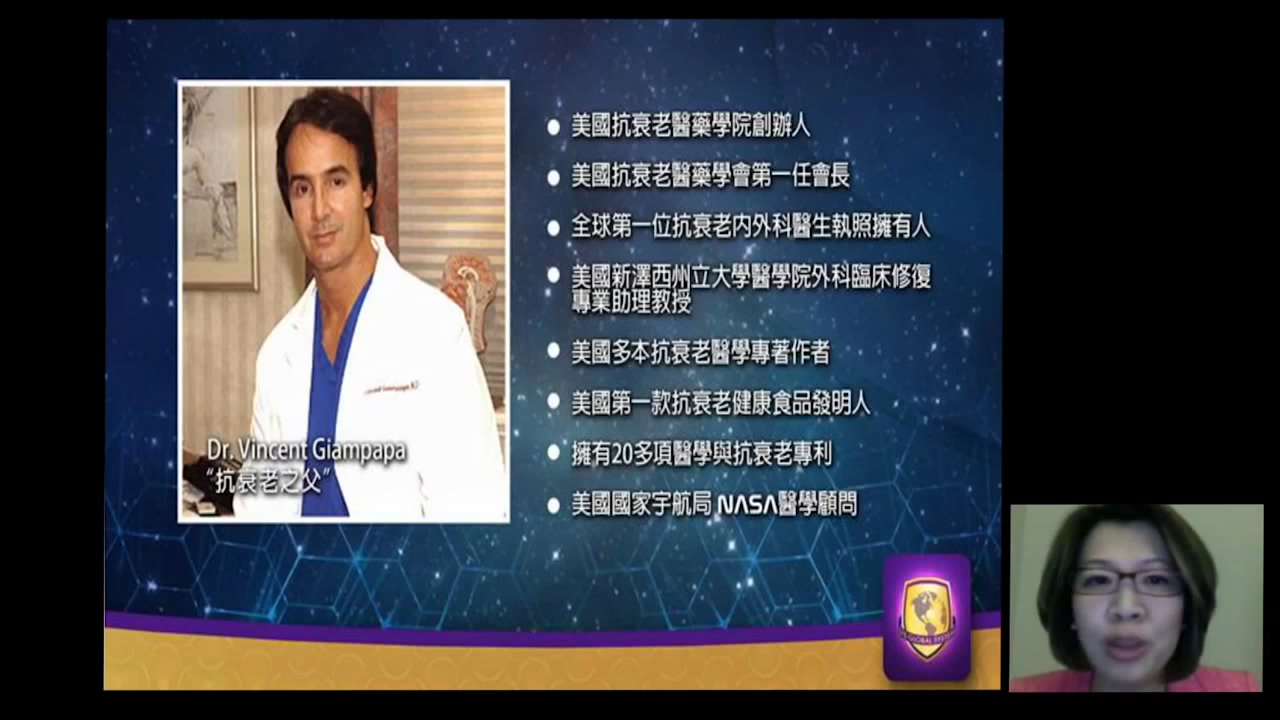 美國抗衰老醫藥學院創辦人
美國抗衰老醫藥學會第一任會長
全球第一位抗衰老内外科醫生執照擁有人
美國新澤西州立大學醫學院外科臨床修復
專業助理教授
美國多本抗衰老醫學專著作者
美國第一款抗衰老健康食品發明人
擁有20多項醫學與抗衰老專利
美國國家宇航局 NASA醫學顧問
Dr. Vincent Giampapa
“抗衰老之父”
GLOBAL